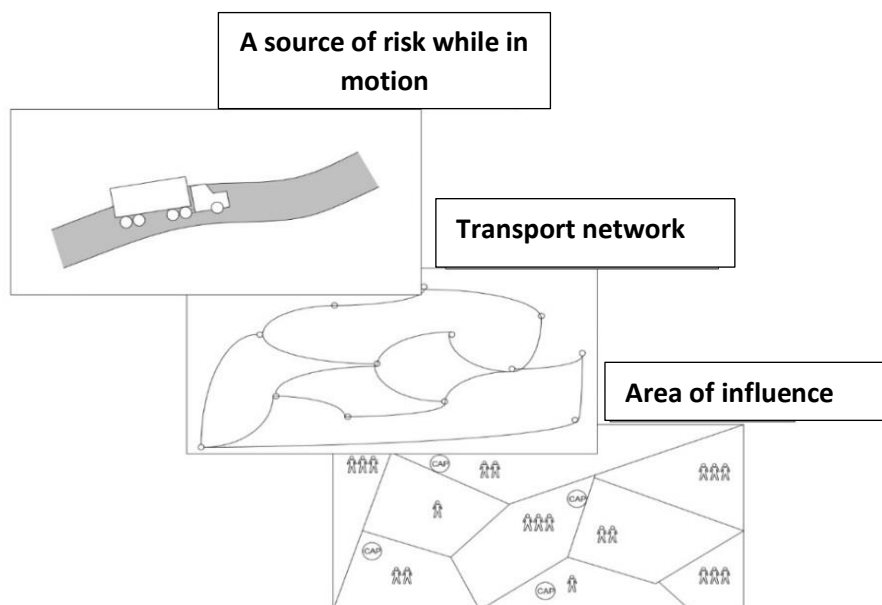 A source of risk while in
motion
Transport network
Area of influence
CAP
CAP
CAP
CAP